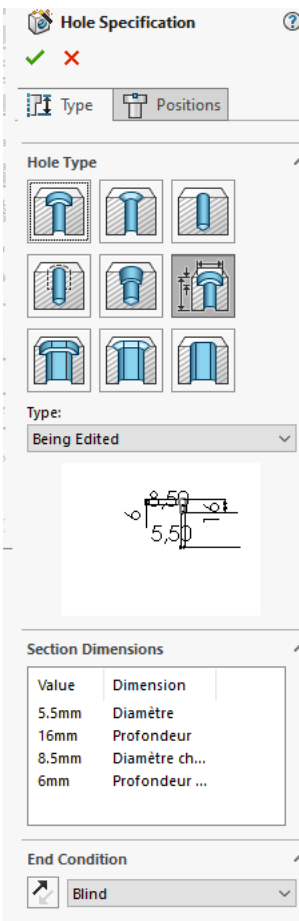 Hole Specification
Type Positions
Hole Type
Type:
Being Edited
8,50
6
5,50
Section Dimensions
Value Dimension
5.5mm Diamètre
16mm Profondeur
8.5mm Diamètre ch...
6mm Profondeur ...
End Condition
Blind